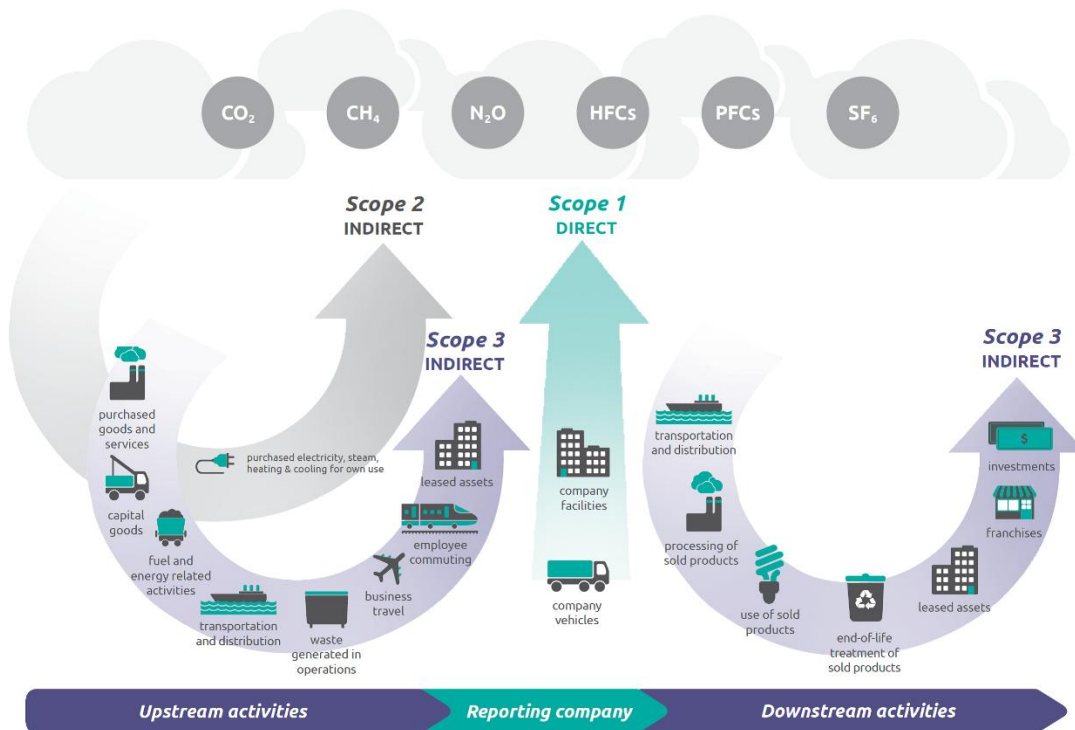 CO₂
CH₄
N₂O
HFCs
PFCs
SF₆
Scope 2
INDIRECT
Scope 1
DIRECT
Scope 3
INDIRECT
Scope 3
INDIRECT
purchased
goods and
services
capital
goods
fuel and
energy related
activities
purchased electricity, steam,
heating & cooling for own use
transportation
and distribution
waste
generated in
operations
business
travel
employee
commuting
leased assets
company
facilities
company
vehicles
transportation
and distribution
processing of
sold products
use of sold
products
end-of-life
treatment of
sold products
leased assets
franchises
$
investments
Upstream activities
Reporting company
Downstream activities